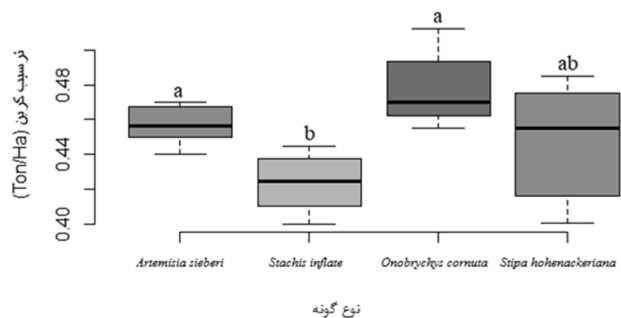 a
ab
a
b
0.48
0.44
0.40
ترسیب کربن (Ton/Ha)
Artemisia sieberi Stachis inflate Onobrychys cornuta Stipa hohenackeriana
نوع گونه